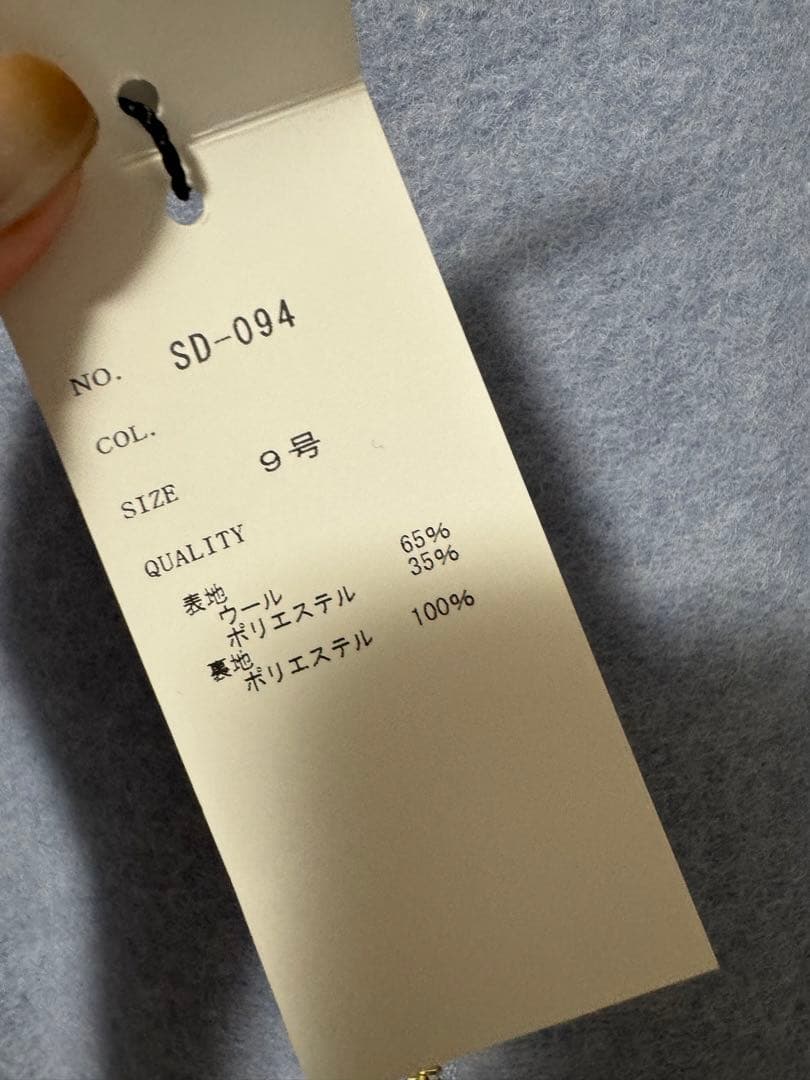 NO. SD-094
COL.
SIZE 9号
QUALITY
表地
ウール 65%
ポリエステル 35%
裏地
ポリエステル 100%